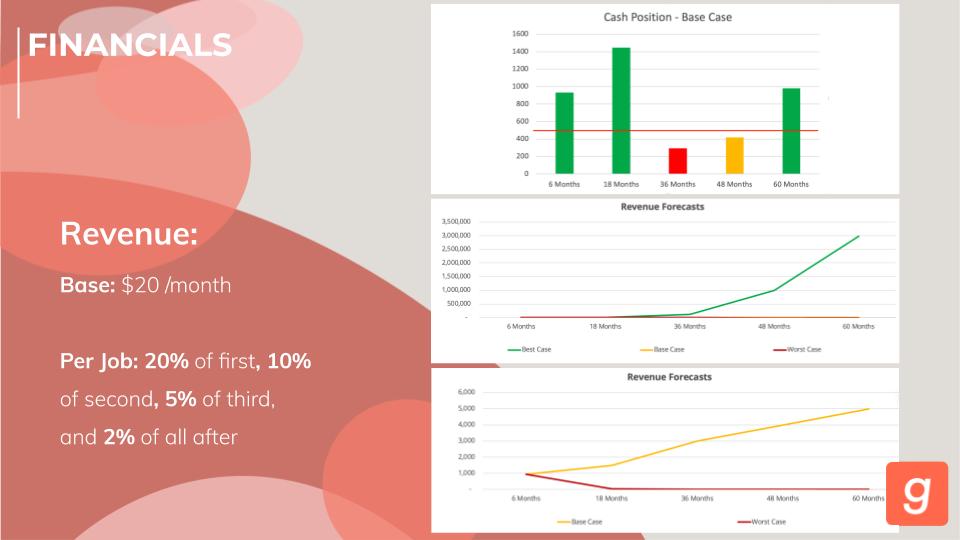 FINANCIALS
Revenue:
Base: $20 /month
Per Job: 20% of first, 10%
of second, 5% of third,
and 2% of all after
Cash Position - Base Case
1600
1400
1200
1000
800
600
400
200
0
6 Months 18 Months 36 Months 48 Months 60 Months
Revenue Forecasts
3,500,000
3,000,000
2,500,000
2,000,000
1,500,000
1,000,000
500,000
-
6 Months 18 Months 36 Months 48 Months 60 Months
Best Case Base Case Worst Case
Revenue Forecasts
6,000
5,000
4,000
3,000
2,000
1,000
-
6 Months 18 Months 36 Months 48 Months 60 Months
Base Case Worst Case
g